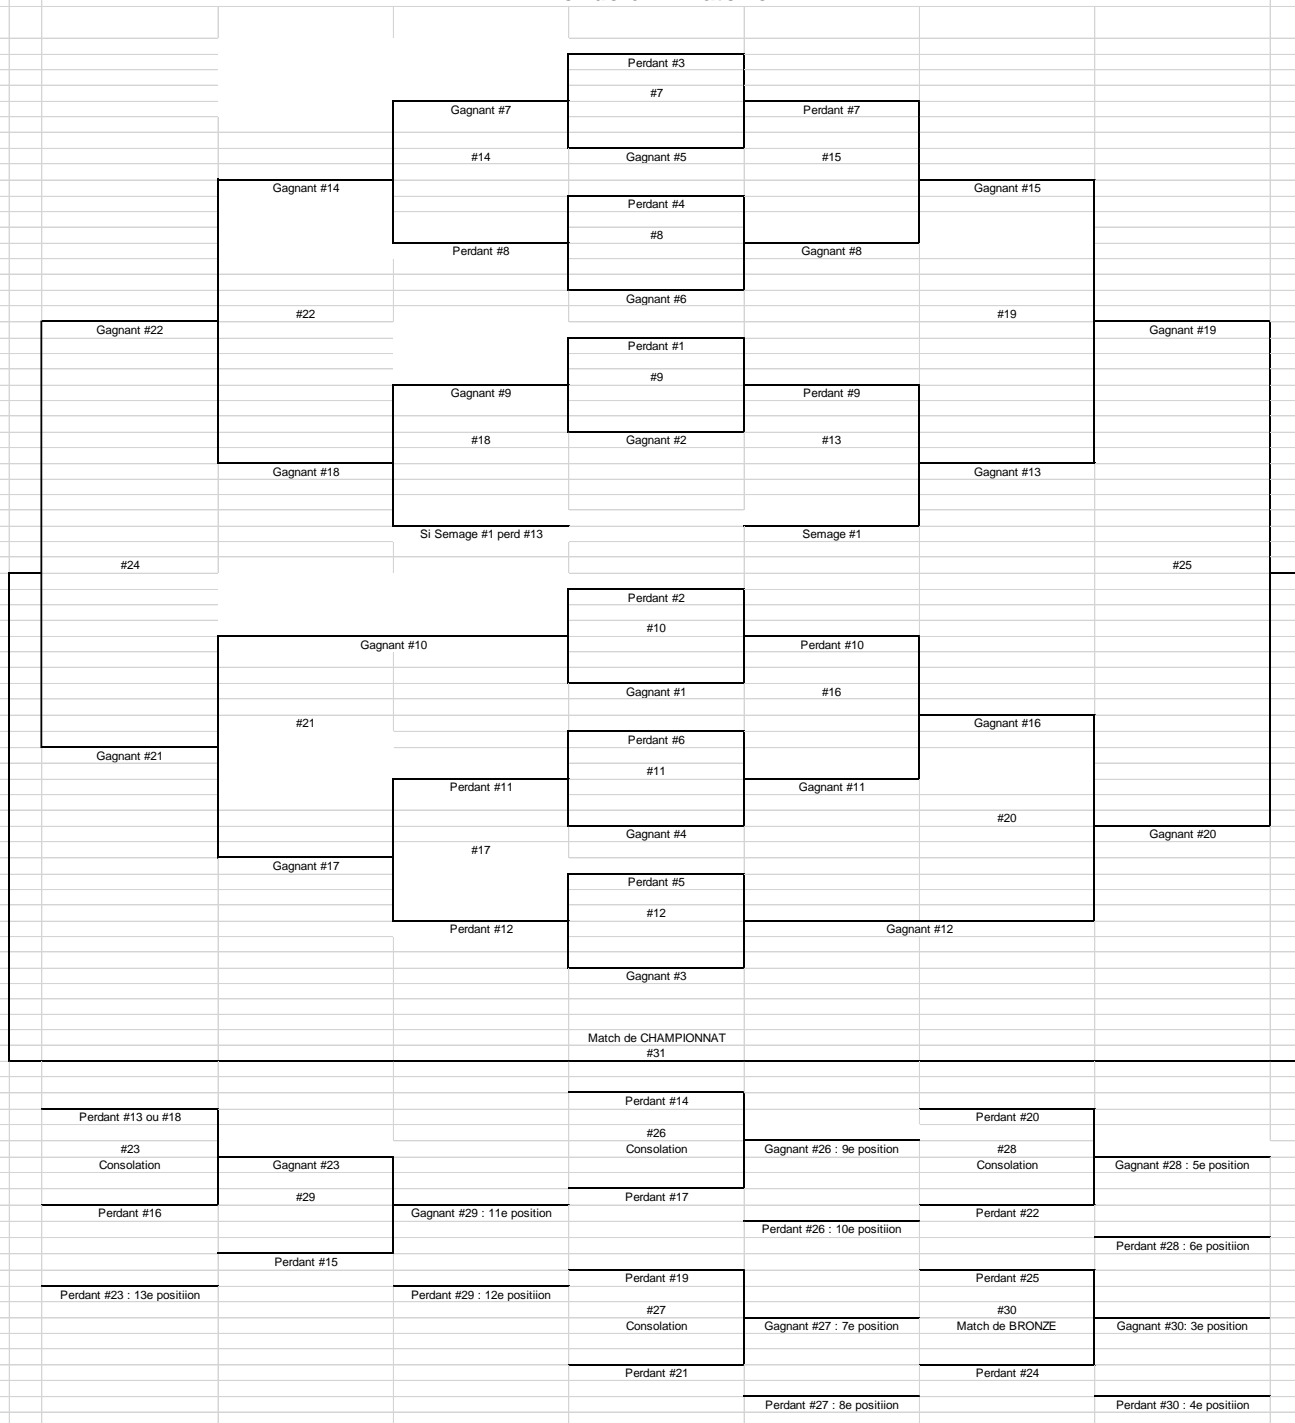 Perdant #3
#7
Gagnant #7
Perdant #7
#14
Gagnant #5
#15
Gagnant #14
Gagnant #15
Perdant #4
#8
Perdant #8
Gagnant #8
Gagnant #6
#22
#19
Gagnant #22
Gagnant #19
Perdant #1
#9
Gagnant #9
Perdant #9
#18
Gagnant #2
#13
Gagnant #18
Gagnant #13
Si Semage #1 perd #13
Semage #1
#24
#25
Perdant #2
#10
Gagnant #10
Perdant #10
Gagnant #1
#16
#21
Gagnant #16
Perdant #6
Gagnant #21
#11
Perdant #11
Gagnant #11
#20
Gagnant #4
Gagnant #20
#17
Gagnant #17
Perdant #5
#12
Perdant #12
Gagnant #12
Gagnant #3
Match de CHAMPIONNAT
#31
Perdant #14
Perdant #13 ou #18
Perdant #20
#26
#23
Consolation
Gagnant #26 : 9e position
#28
Consolation
Gagnant #23
Consolation
Gagnant #28 : 5e position
#29
Perdant #17
Perdant #16
Gagnant #29 : 11e position
Perdant #22
Perdant #26 : 10e positiion
Perdant #28 : 6e positiion
Perdant #15
Perdant #19
Perdant #25
Perdant #23 : 13e positiion
Perdant #29 : 12e positiion
#27
#30
Consolation
Gagnant #27 : 7e position
Match de BRONZE
Gagnant #30: 3e position
Perdant #21
Perdant #24
Perdant #27 : 8e positiion
Perdant #30 : 4e positiion